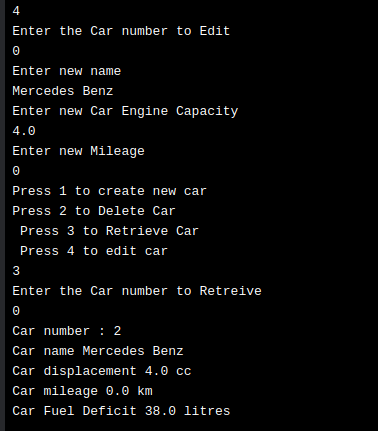 4
Enter the Car number to Edit
0
Enter new name
Mercedes Benz
Enter new Car Engine Capacity
4.0
Enter new Mileage
0
Press 1 to create new car
Press 2 to Delete Car
 Press 3 to Retrieve Car
 Press 4 to edit car
3
Enter the Car number to Retreive
0
Car number : 2
Car name Mercedes Benz
Car displacement 4.0 cc
Car mileage 0.0 km
Car Fuel Deficit 38.0 litres